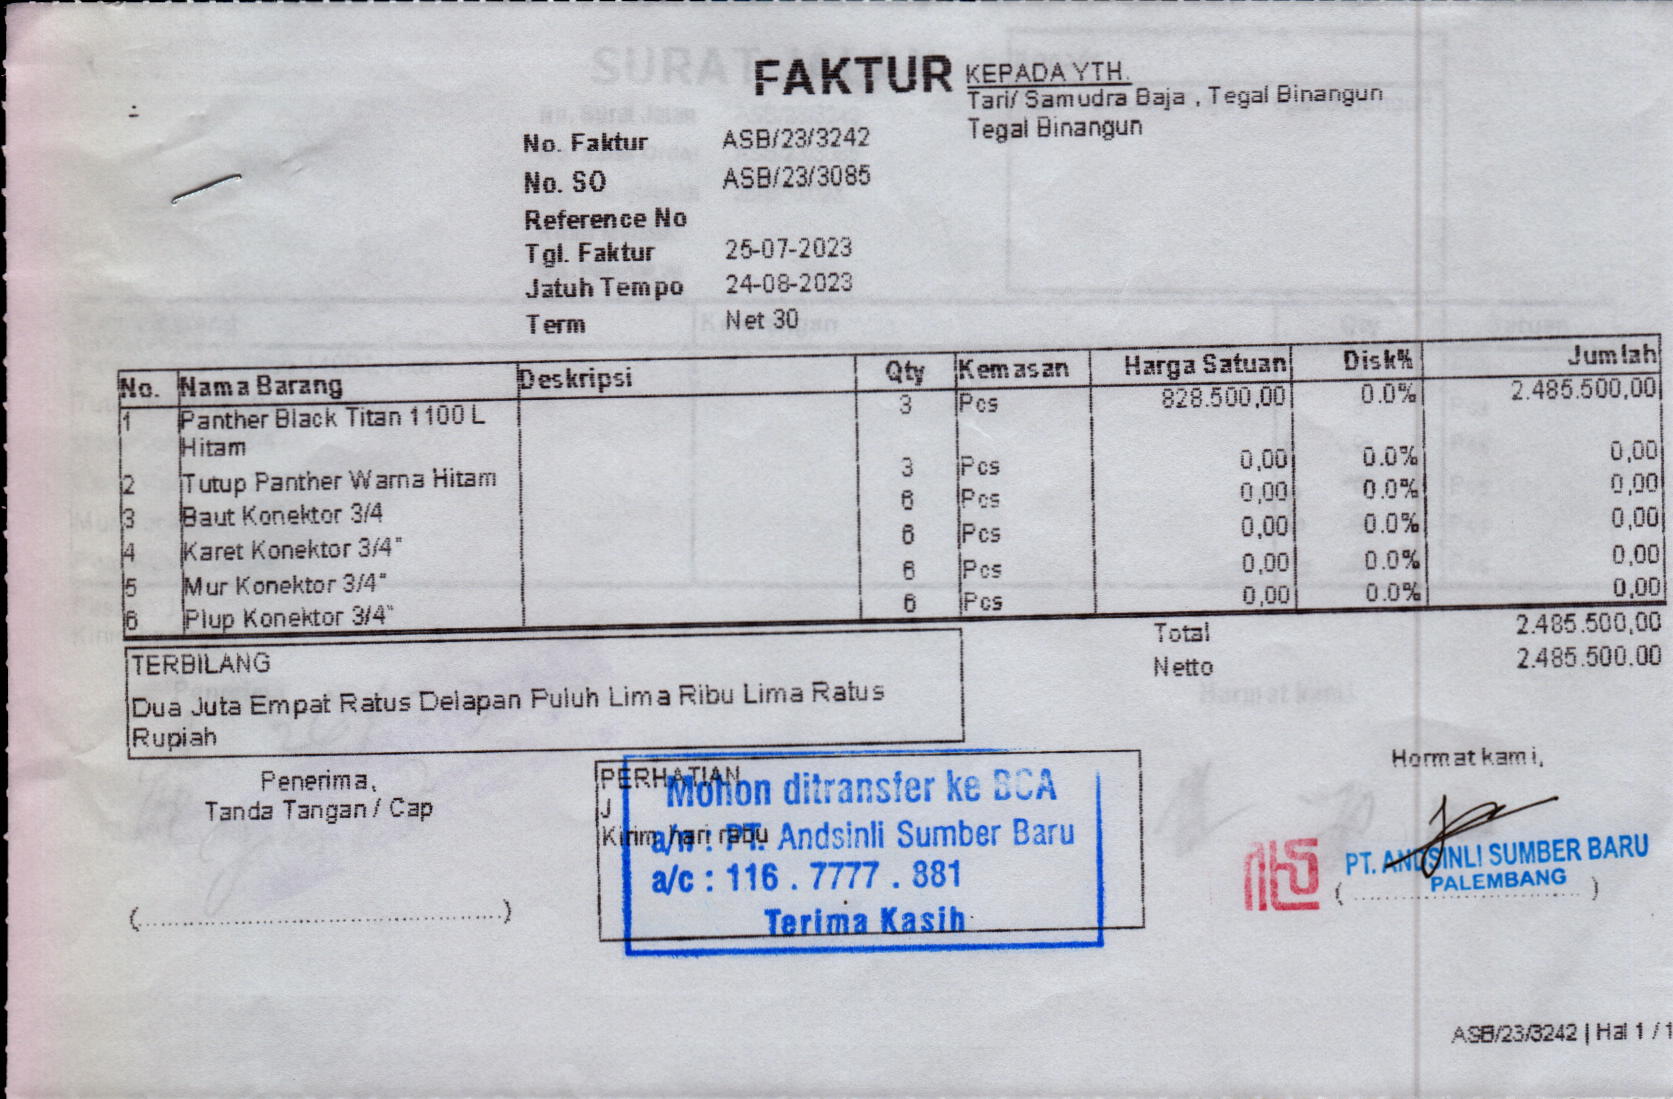 FAKTUR
KEPADA YTH.
Tari/ Samudra Baja , Tegal Binangun
Tegal Binangun
No. Faktur ASB/23/3242
No. SO ASB/23/3085
Reference No
Tgl. Faktur 25-07-2023
Jatuh Tempo 24-08-2023
Term Net 30
No. Nama Barang Deskripsi Qty Kemasan Harga Satuan Disk% Jumlah
1 Panther Black Titan 1100 L 3 Pcs 828.500,00 0.0% 2.485.500,00
Hitam
2 Tutup Panther Warna Hitam 3 Pcs 0,00 0.0% 0,00
3 Baut Konektor 3/4 6 Pcs 0,00 0.0% 0,00
4 Karet Konektor 3/4" 6 Pcs 0,00 0.0% 0,00
5 Mur Konektor 3/4" 6 Pcs 0,00 0.0% 0,00
6 Plup Konektor 3/4" 6 Pcs 0,00 0.0% 0,00
Total 2.485.500,00
Netto 2.485.500.00
TERBILANG
Dua Juta Empat Ratus Delapan Puluh Lima Ribu Lima Ratus
Rupiah
Penerima,
Tanda Tangan / Cap
(..................................................)
PERHATIAN
J
Kirim hari rabu
Mohon ditransfer ke BCA
a/n : PT. Andsinli Sumber Baru
a/c : 116 . 7777 . 881
Terima Kasih
Hormat kami,
PT. ANDSINLI SUMBER BARU
PALEMBANG
(..............................)
ASB/23/3242 | Hal 1 / 1